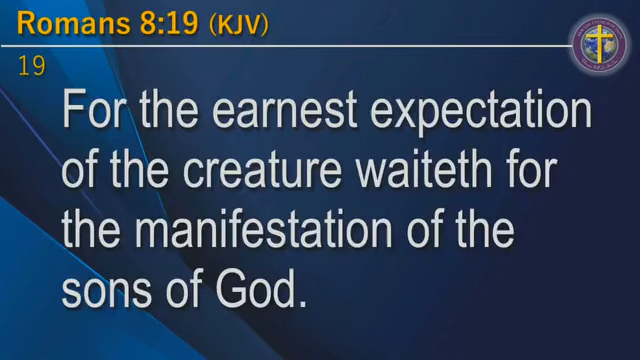 Romans 8:19 (KJV)
19
For the earnest expectation
of the creature waiteth for
the manifestation of the
sons of God.